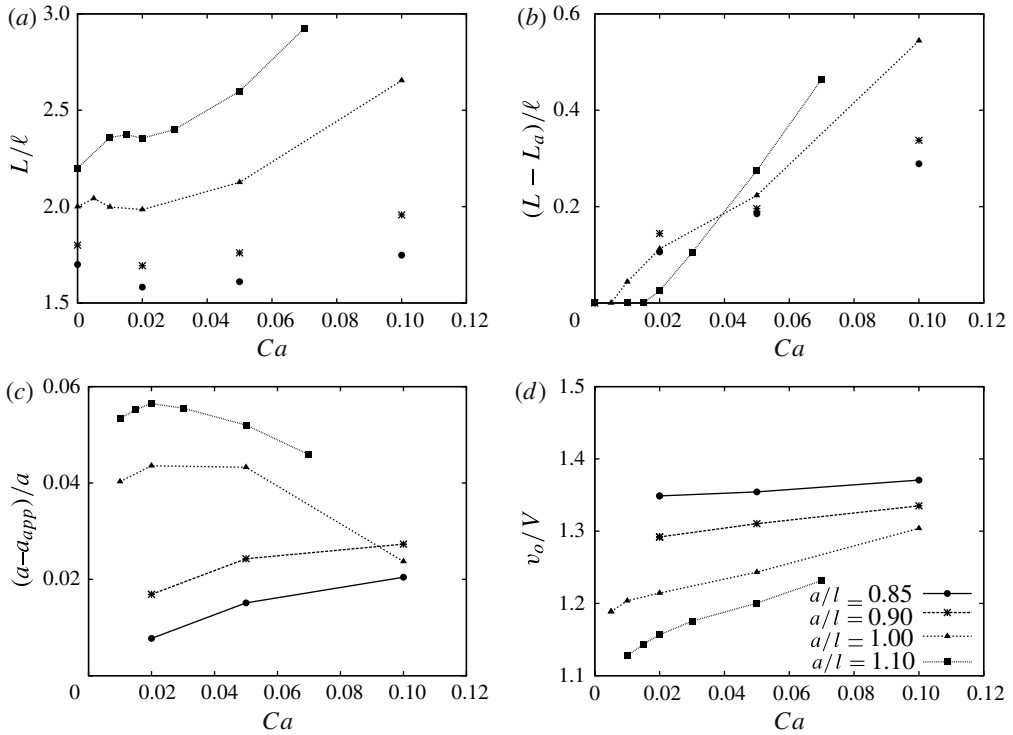 (a)
3.0
2.5
2.0
1.5
L/ℓ
0 0.02 0.04 0.06 0.08 0.10 0.12
Ca
(b)
0.6
0.4
0.2
(L − La)/ℓ
0 0.02 0.04 0.06 0.08 0.10 0.12
Ca
(c)
0.06
0.04
0.02
(a–aapp)/a
0 0.02 0.04 0.06 0.08 0.10 0.12
Ca
(d)
1.5
1.4
1.3
1.2
1.1
vo/V
a/l = 0.85
a/l = 0.90
a/l = 1.00
a/l = 1.10
0 0.02 0.04 0.06 0.08 0.10 0.12
Ca